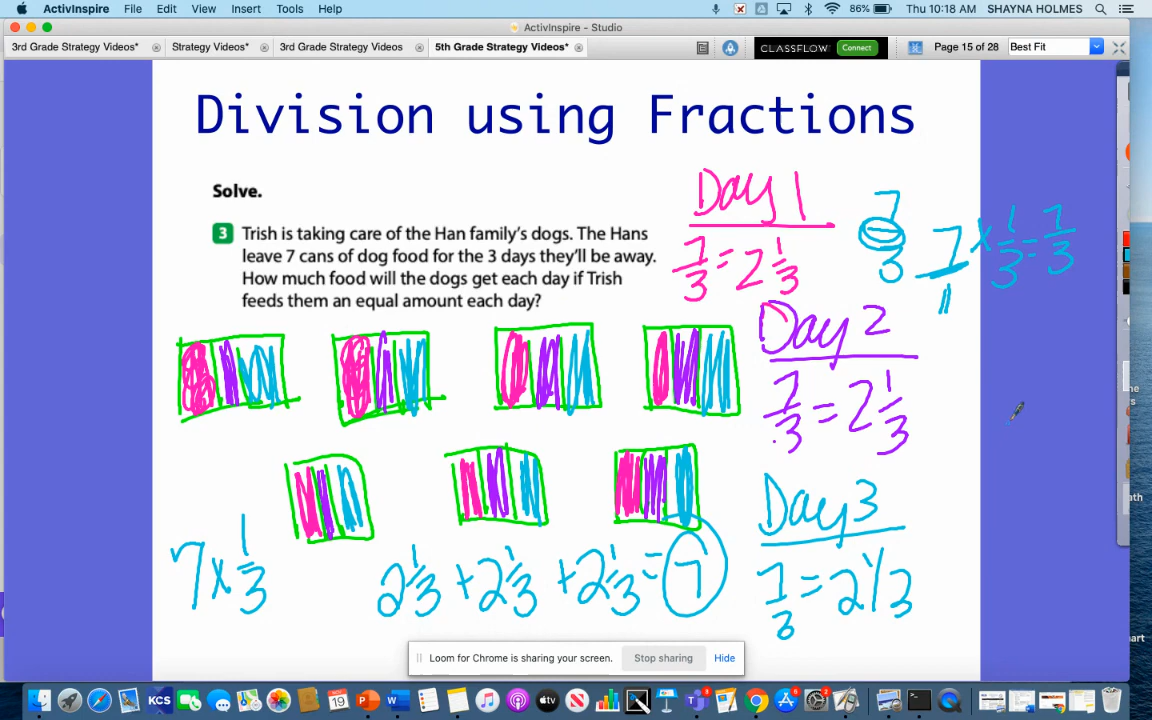 ActivInspire File Edit View Insert Tools Help 86% Thu 10:18 AM SHAYNA HOLMES
ActivInspire - Studio
3rd Grade Strategy Videos* Strategy Videos* 3rd Grade Strategy Videos 5th Grade Strategy Videos* CLASSFLOW Connect Page 15 of 28 Best Fit
Division using Fractions
Solve.
3 Trish is taking care of the Han family's dogs. The Hans
leave 7 cans of dog food for the 3 days they'll be away.
How much food will the dogs get each day if Trish
feeds them an equal amount each day?
Day 1
7/3 = 2 1/3
7/3
7/1 x 1/3 = 7/3
Day 2
7/3 = 2 1/3
Day 3
7/3 = 2 1/3
7 x 1/3
2 1/3 + 2 1/3 + 2 1/3 = 7
Loom for Chrome is sharing your screen. Stop sharing Hide
KCS
tv